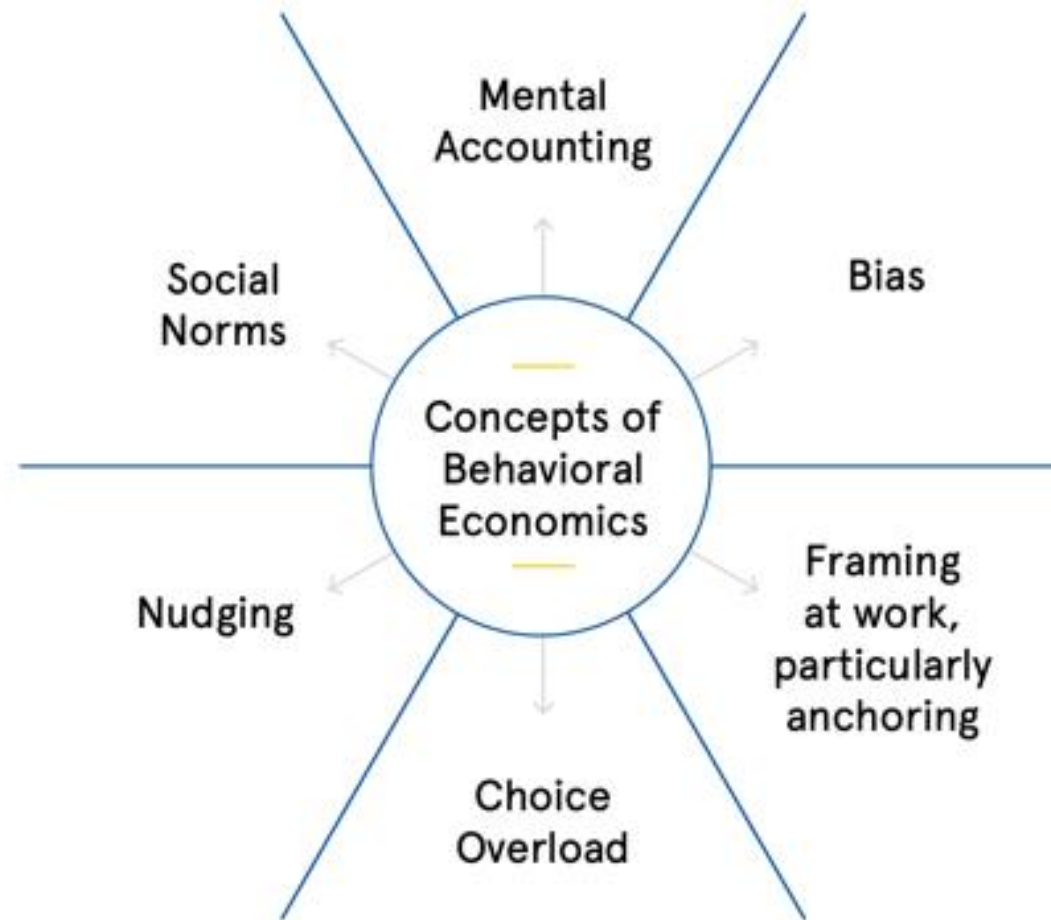 Mental
Accounting
Bias
Social
Norms
Concepts of
Behavioral
Economics
Framing
at work,
particularly
anchoring
Nudging
Choice
Overload